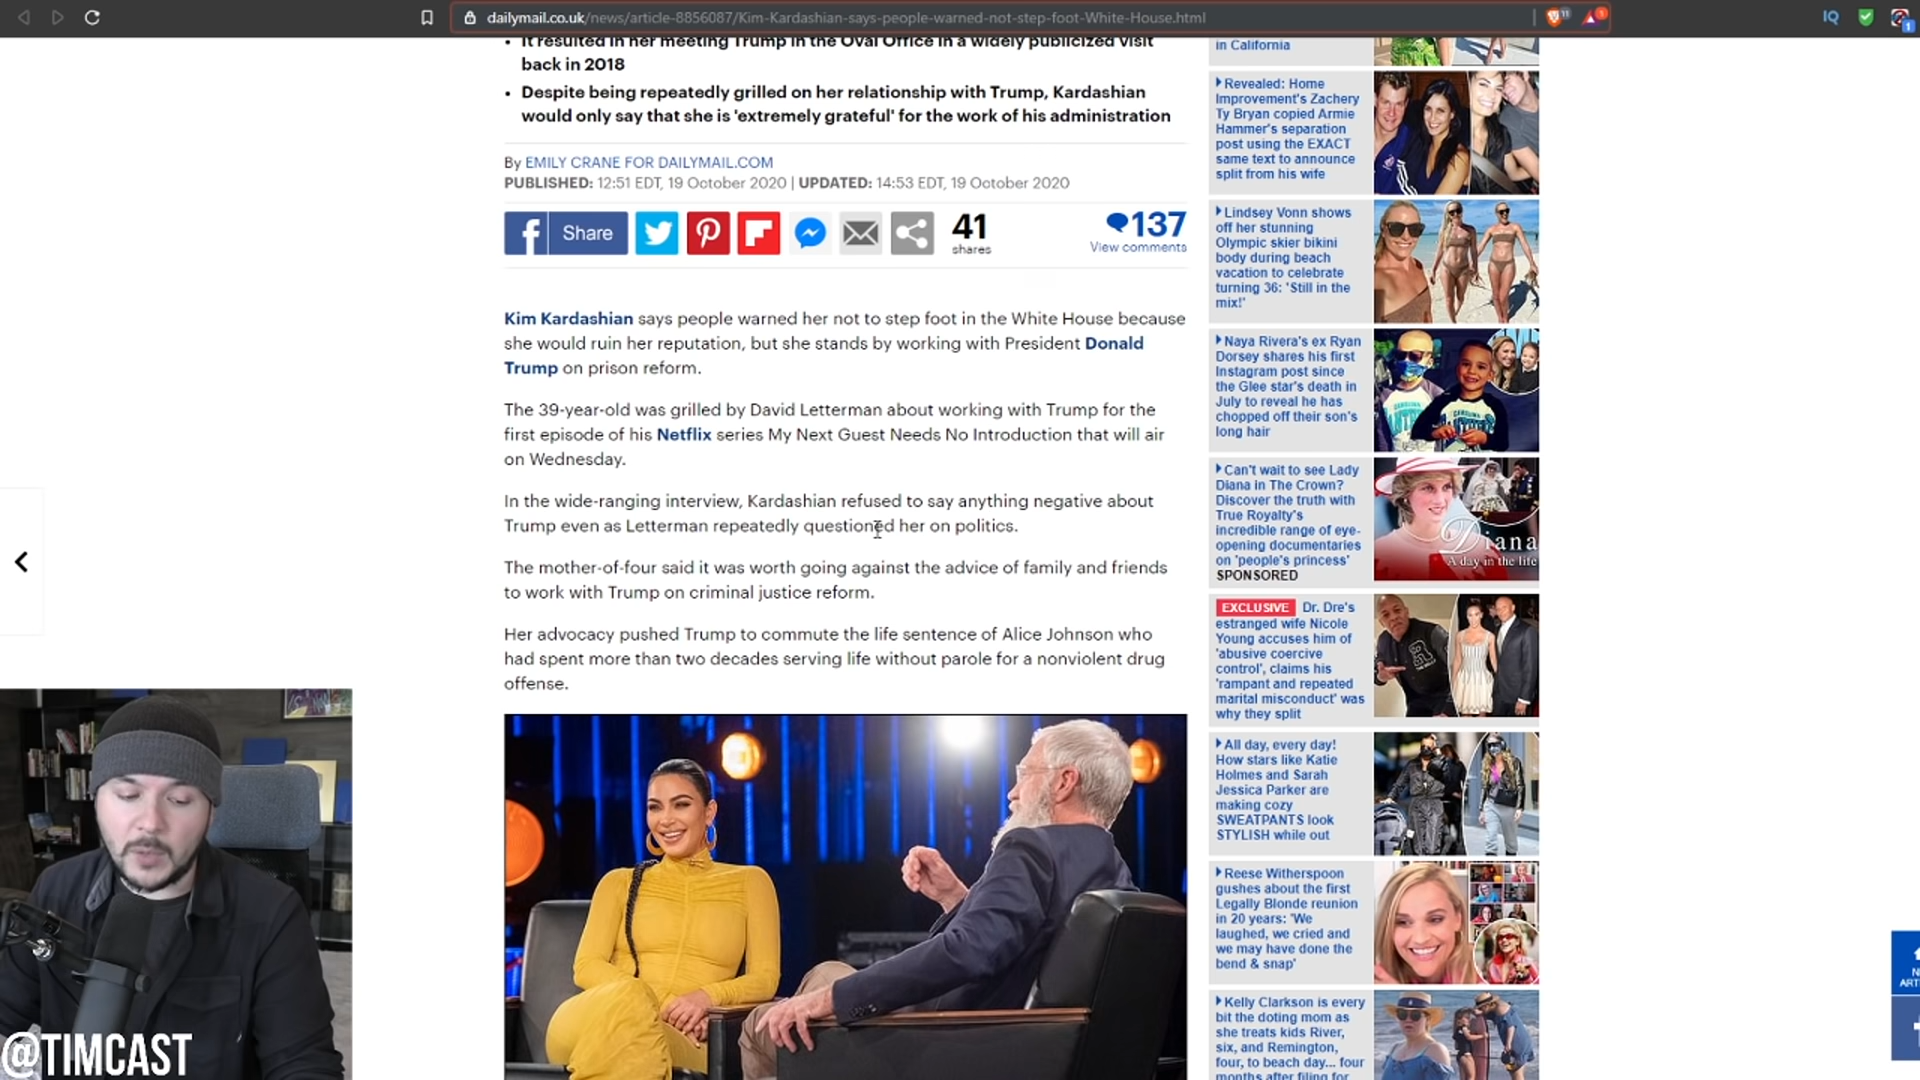 dailymail.co.uk/news/article-8856087/Kim-Kardashian-says-people-warned-not-step-foot-White-House.html
IQ
It resulted in her meeting Trump in the Oval Office in a widely publicized visit
back in 2018
Despite being repeatedly grilled on her relationship with Trump, Kardashian
would only say that she is 'extremely grateful' for the work of his administration
By EMILY CRANE FOR DAILYMAIL.COM
PUBLISHED: 12:51 EDT, 19 October 2020 | UPDATED: 14:53 EDT, 19 October 2020
Share
41
shares
137
View comments
Kim Kardashian says people warned her not to step foot in the White House because
she would ruin her reputation, but she stands by working with President Donald
Trump on prison reform.
The 39-year-old was grilled by David Letterman about working with Trump for the
first episode of his Netflix series My Next Guest Needs No Introduction that will air
on Wednesday.
In the wide-ranging interview, Kardashian refused to say anything negative about
Trump even as Letterman repeatedly questioned her on politics.
The mother-of-four said it was worth going against the advice of family and friends
to work with Trump on criminal justice reform.
Her advocacy pushed Trump to commute the life sentence of Alice Johnson who
had spent more than two decades serving life without parole for a nonviolent drug
offense.
in California
Revealed: Home
Improvement's Zachery
Ty Bryan copied Armie
Hammer's separation
post using the EXACT
same text to announce
split from his wife
Lindsey Vonn shows
off her stunning
Olympic skier bikini
body during beach
vacation to celebrate
turning 36: 'Still in the
mix!'
Naya Rivera's ex Ryan
Dorsey shares his first
Instagram post since
the Glee star's death in
July to reveal he has
chopped off their son's
long hair
Can't wait to see Lady
Diana in The Crown?
Discover the truth with
True Royalty's
incredible range of eye-
opening documentaries
on 'people's princess'
SPONSORED
Diana
A day in the life
EXCLUSIVE Dr. Dre's
estranged wife Nicole
Young accuses him of
'abusive coercive
control', claims his
'rampant and repeated
marital misconduct' was
why they split
All day, every day!
How stars like Katie
Holmes and Sarah
Jessica Parker are
making cozy
SWEATPANTS look
STYLISH while out
Reese Witherspoon
gushes about the first
Legally Blonde reunion
in 20 years: 'We
laughed, we cried and
we may have done the
bend & snap'
Kelly Clarkson is every
bit the doting mom as
she treats kids River,
six, and Remington,
four, to beach day... four
months after filing for
@TIMCAST